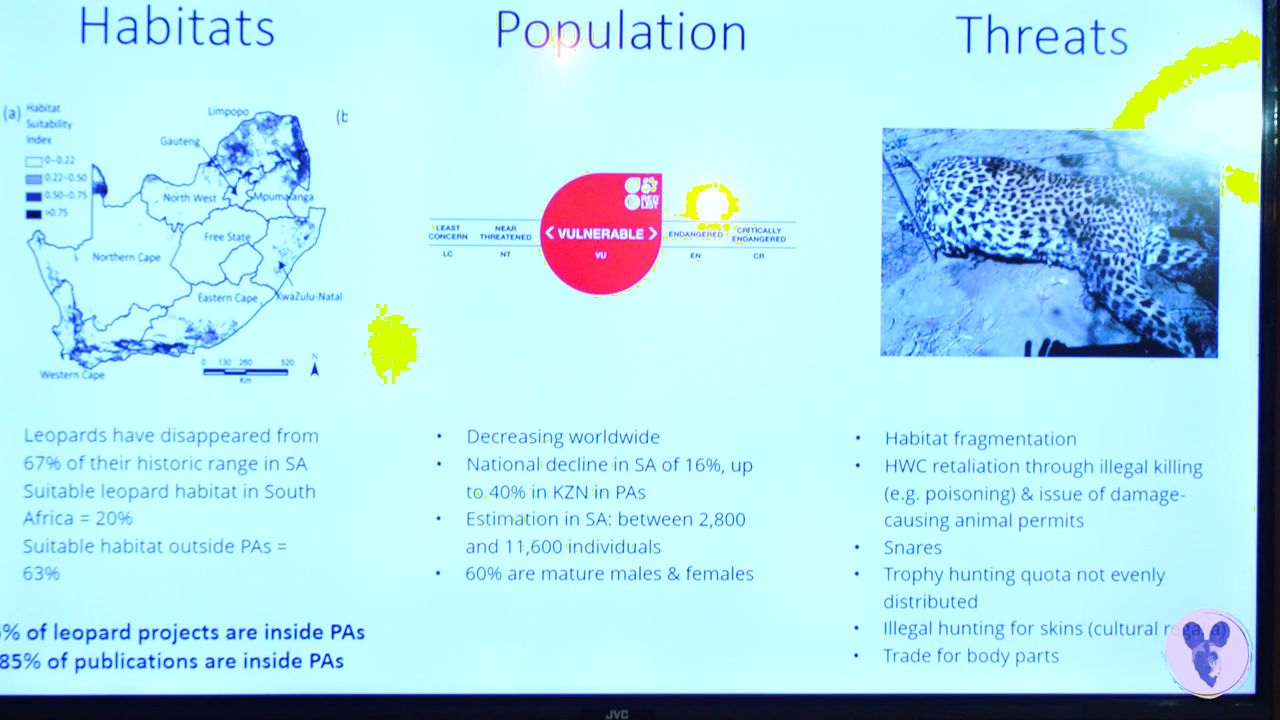 Habitats
Population
Threats
(a)
Habitat
Suitability
Index
0–0.22
0.22–0.50
0.50–0.75
>0.75
(b
Limpopo
Gauteng
North West
Mpumalanga
Free State
Northern Cape
Eastern Cape
KwaZulu-Natal
Western Cape
0 130 260 520
Km
N
RED
LIST
LEAST
CONCERN
NEAR
THREATENED
< VULNERABLE >
ENDANGERED
CRITICALLY
ENDANGERED
LC
NT
VU
EN
CR
Leopards have disappeared from
67% of their historic range in SA
Suitable leopard habitat in South
Africa = 20%
Suitable habitat outside PAs =
63%
% of leopard projects are inside PAs
85% of publications are inside PAs
• Decreasing worldwide
• National decline in SA of 16%, up
to 40% in KZN in PAs
• Estimation in SA: between 2,800
and 11,600 individuals
• 60% are mature males & females
• Habitat fragmentation
• HWC retaliation through illegal killing
(e.g. poisoning) & issue of damage-
causing animal permits
• Snares
• Trophy hunting quota not evenly
distributed
• Illegal hunting for skins (cultural regalia)
• Trade for body parts
JVC